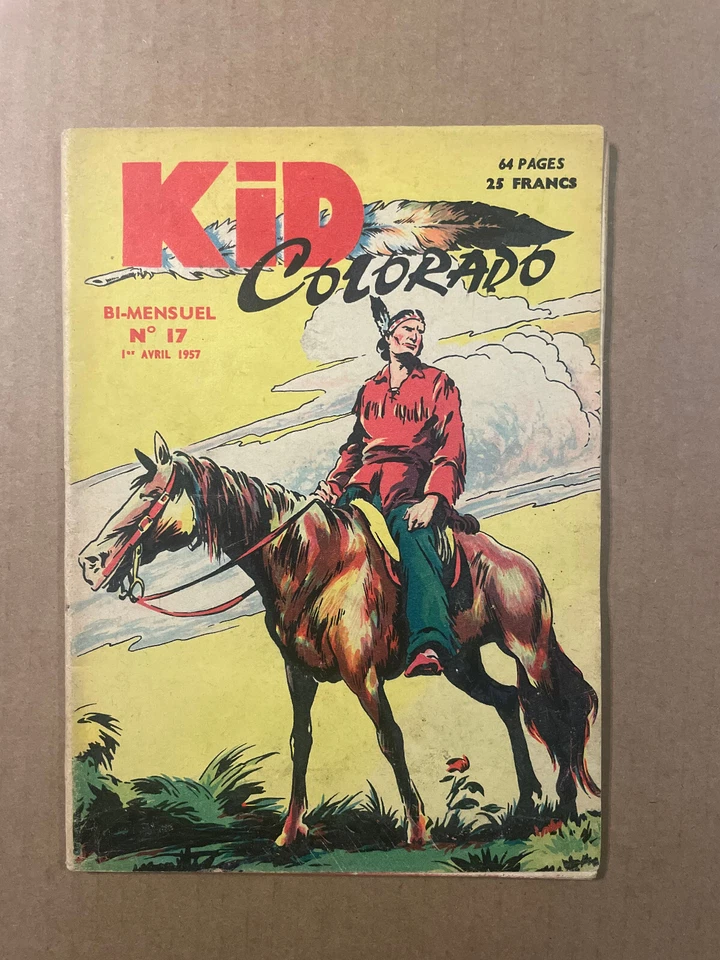 KiD
COLORADO
64 PAGES
25 FRANCS
BI-MENSUEL
N° 17
1er AVRIL 1957